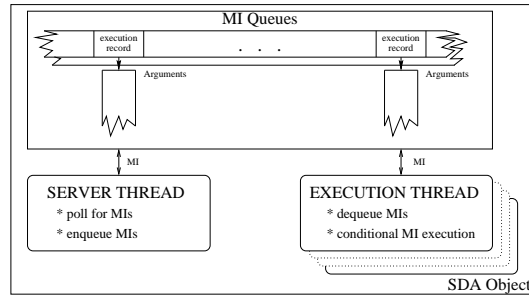 MI Queues
execution record
. . .
execution record
Arguments
Arguments
MI
MI
SERVER THREAD
* poll for MIs
* enqueue MIs
EXECUTION THREAD
* dequeue MIs
* conditional MI execution
SDA Object